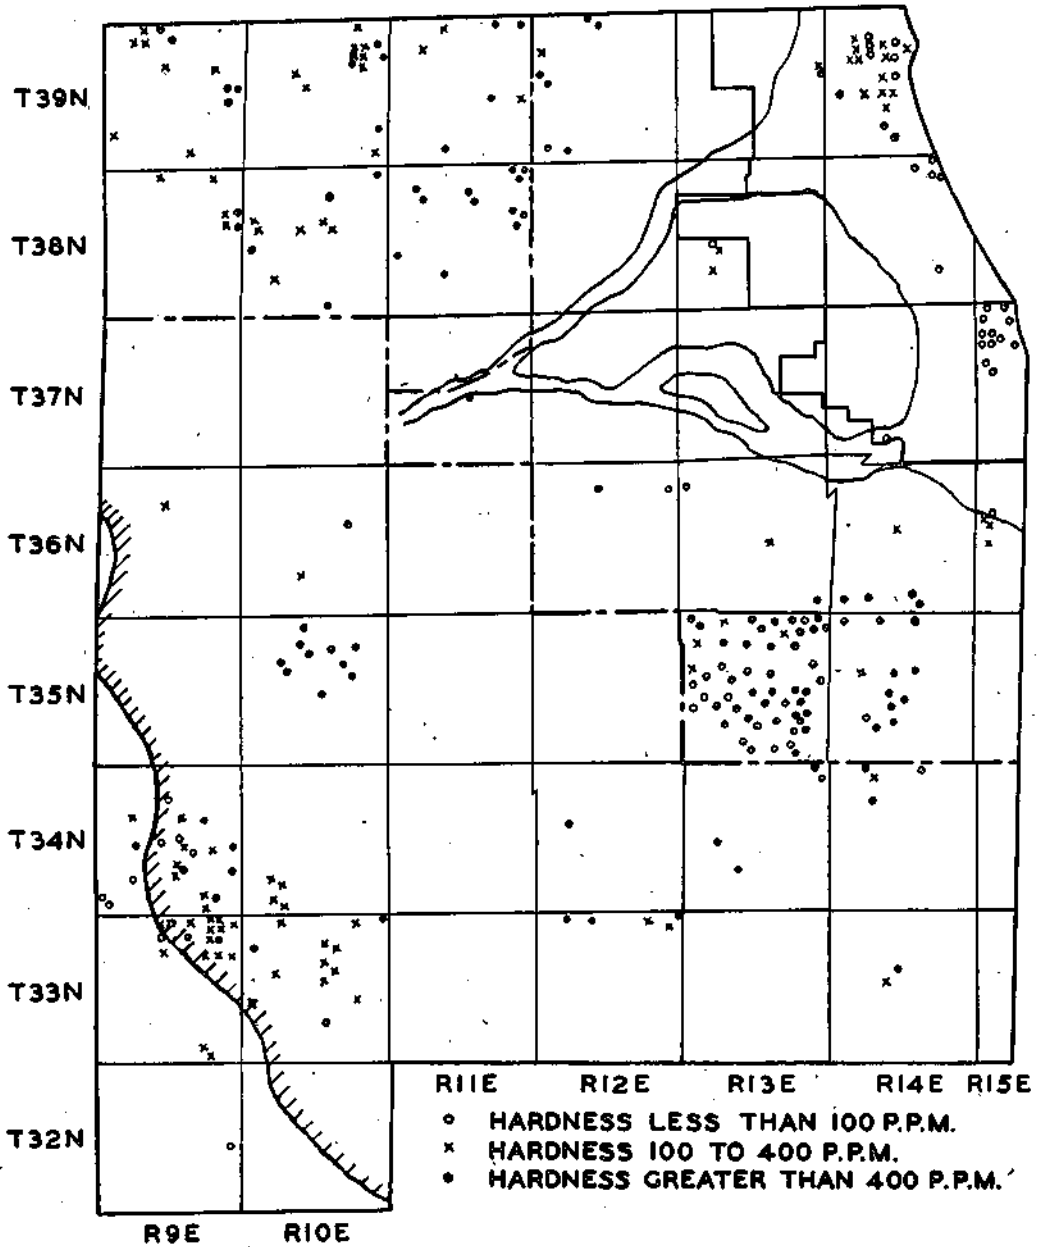 T39N
T38N
T37N
T36N
T35N
T34N
T33N
R11E R12E R13E R14E R15E
T32N
o HARDNESS LESS THAN 100 P.P.M.
x HARDNESS 100 TO 400 P.P.M.
• HARDNESS GREATER THAN 400 P.P.M.
R9E R10E